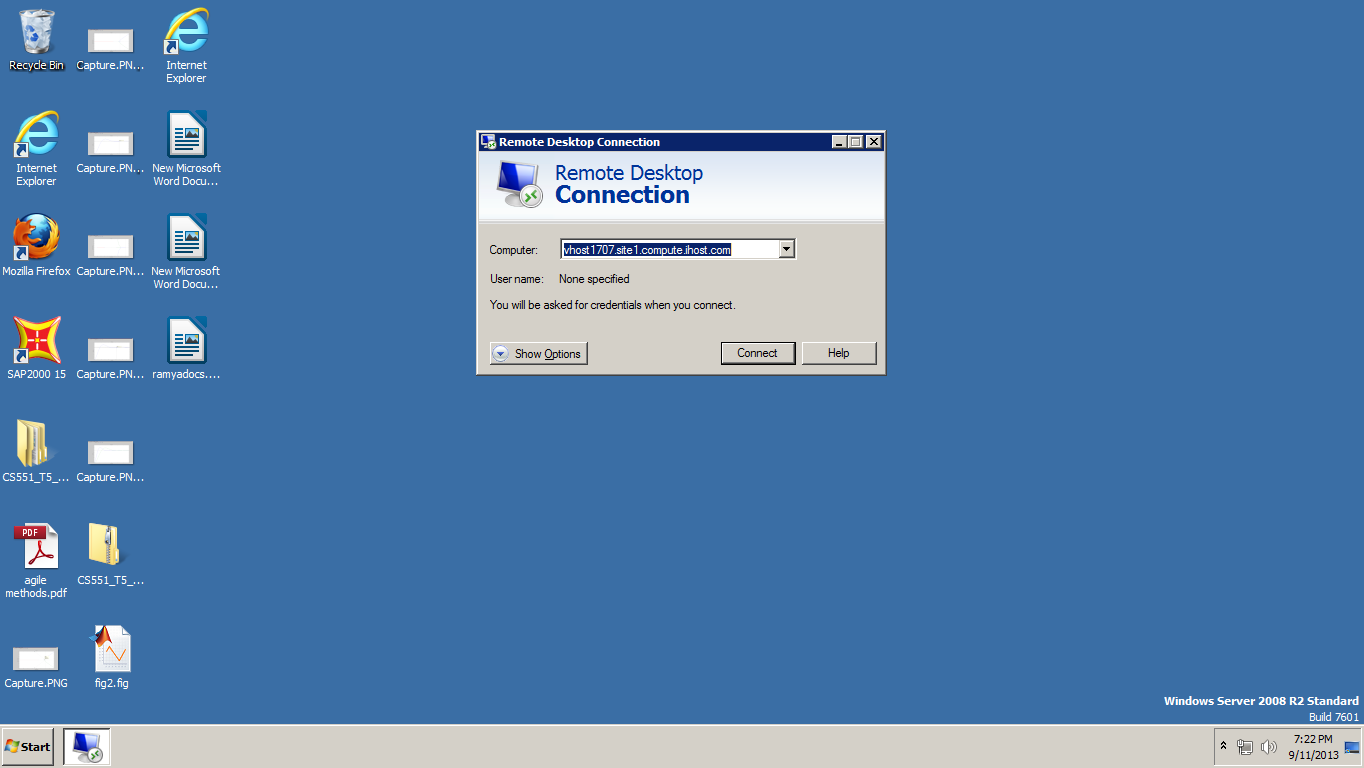 Recycle Bin
Capture.PN...
Internet
Explorer
Internet
Explorer
Capture.PN...
New Microsoft
Word Docu...
Mozilla Firefox
Capture.PN...
New Microsoft
Word Docu...
SAP2000 15
Capture.PN...
ramyadocs....
CS551_T5_...
Capture.PN...
PDF
agile
methods.pdf
CS551_T5_...
Capture.PNG
fig2.fig
Remote Desktop Connection
Remote Desktop
Connection
Computer: vhost1707.site1.compute.ihost.com
User name: None specified
You will be asked for credentials when you connect.
Show Options
Connect
Help
Windows Server 2008 R2 Standard
Build 7601
Start
7:22 PM
9/11/2013